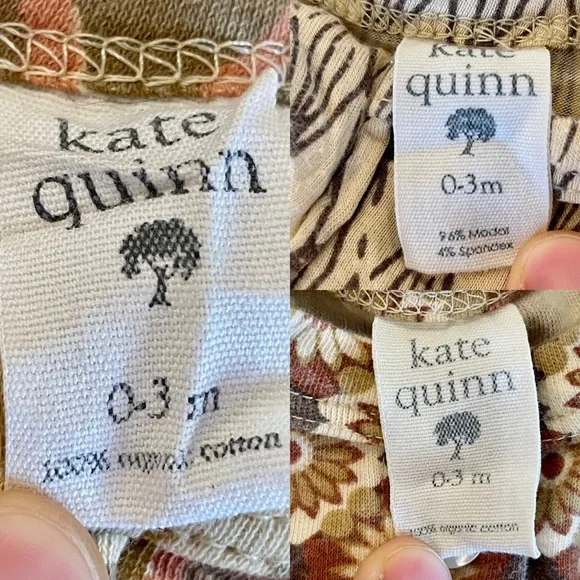 kate
quinn
0-3 m
100% organic cotton
kate
quinn
0-3m
96% Modal
4% Spandex
kate
quinn
0-3 m
100% organic cotton